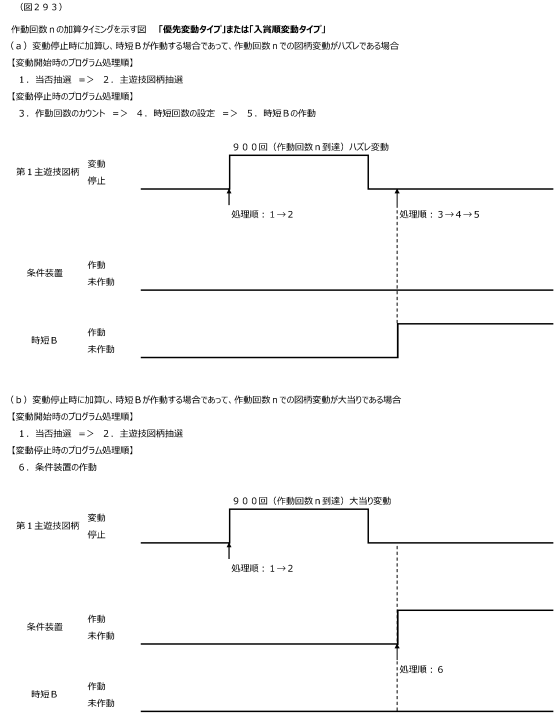 （図２９３）
作動回数ｎの加算タイミングを示す図　「優先変動タイプ」または「入賞順変動タイプ」
（ａ）変動停止時に加算し、時短Ｂが作動する場合であって、作動回数ｎでの図柄変動がハズレである場合
【変動開始時のプログラム処理順】
１．当否抽選　＝＞　２．主遊技図柄抽選
【変動停止時のプログラム処理順】
３．作動回数のカウント　＝＞　４．時短回数の設定　＝＞　５．時短Ｂの作動
９００回（作動回数ｎ到達）ハズレ変動
第１主遊技図柄
変動
停止
処理順：１→２
処理順：３→４→５
条件装置
作動
未作動
時短Ｂ
作動
未作動
（ｂ）変動停止時に加算し、時短Ｂが作動する場合であって、作動回数ｎでの図柄変動が大当りである場合
【変動開始時のプログラム処理順】
１．当否抽選　＝＞　２．主遊技図柄抽選
【変動停止時のプログラム処理順】
６．条件装置の作動
９００回（作動回数ｎ到達）大当り変動
第１主遊技図柄
変動
停止
処理順：１→２
条件装置
作動
未作動
処理順：６
時短Ｂ
作動
未作動